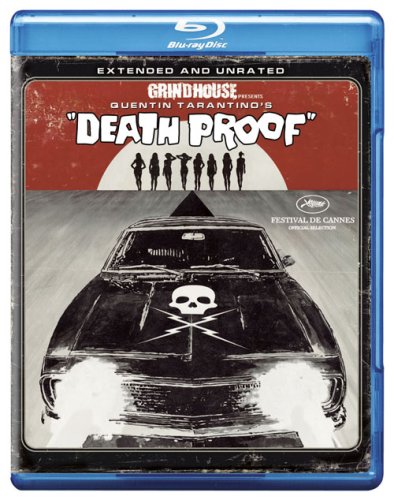 Blu-ray Disc
EXTENDED AND UNRATED
GRINDHOUSE PRESENTS
QUENTIN TARANTINO'S
"DEATH PROOF"
FESTIVAL DE CANNES
OFFICIAL SELECTION